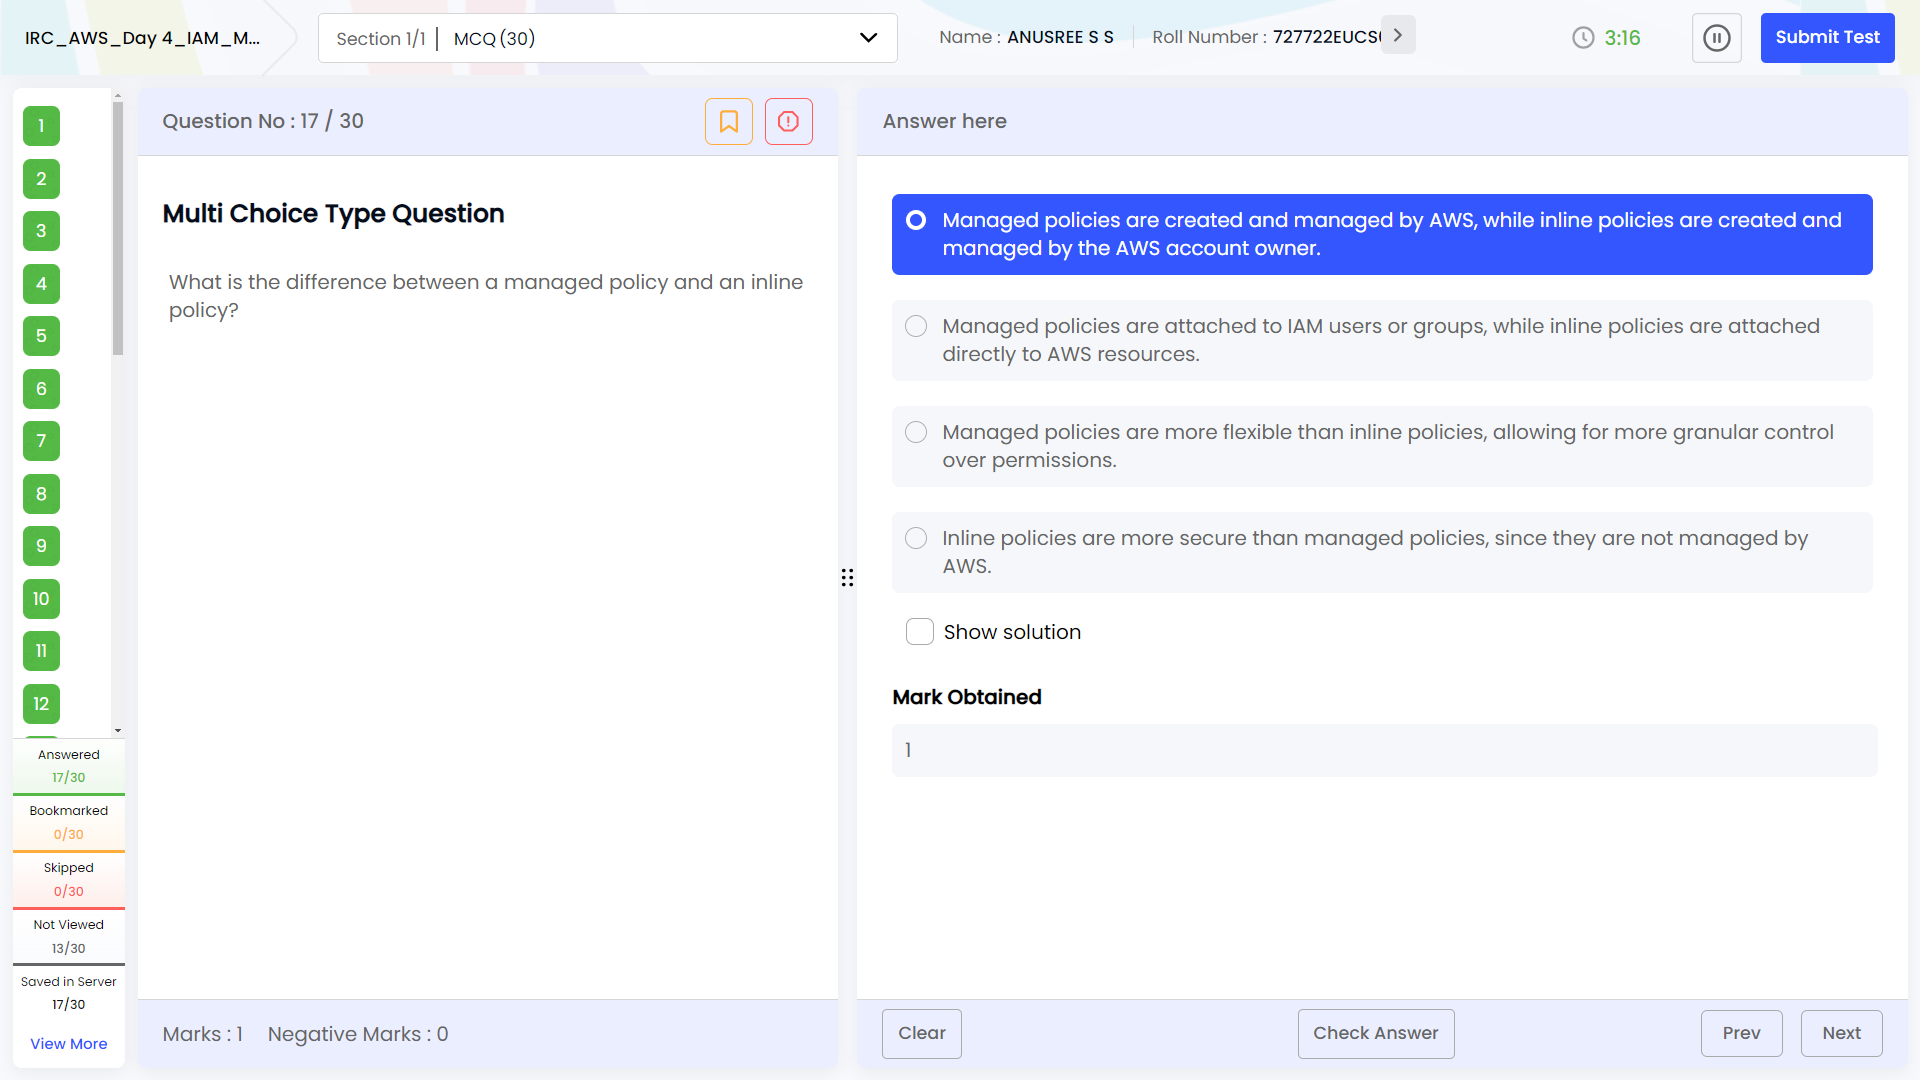 IRC_AWS_Day 4_IAM_M...
Section 1/1 | MCQ (30)
Name : ANUSREE S S
Roll Number : 727722EUCS
3:16
Submit Test
1
2
3
4
5
6
7
8
9
10
11
12
Answered
17/30
Bookmarked
0/30
Skipped
0/30
Not Viewed
13/30
Saved in Server
17/30
View More
Question No : 17 / 30
Multi Choice Type Question
What is the difference between a managed policy and an inline
policy?
Marks : 1 Negative Marks : 0
Answer here
Managed policies are created and managed by AWS, while inline policies are created and
managed by the AWS account owner.
Managed policies are attached to IAM users or groups, while inline policies are attached
directly to AWS resources.
Managed policies are more flexible than inline policies, allowing for more granular control
over permissions.
Inline policies are more secure than managed policies, since they are not managed by
AWS.
Show solution
Mark Obtained
1
Clear
Check Answer
Prev
Next